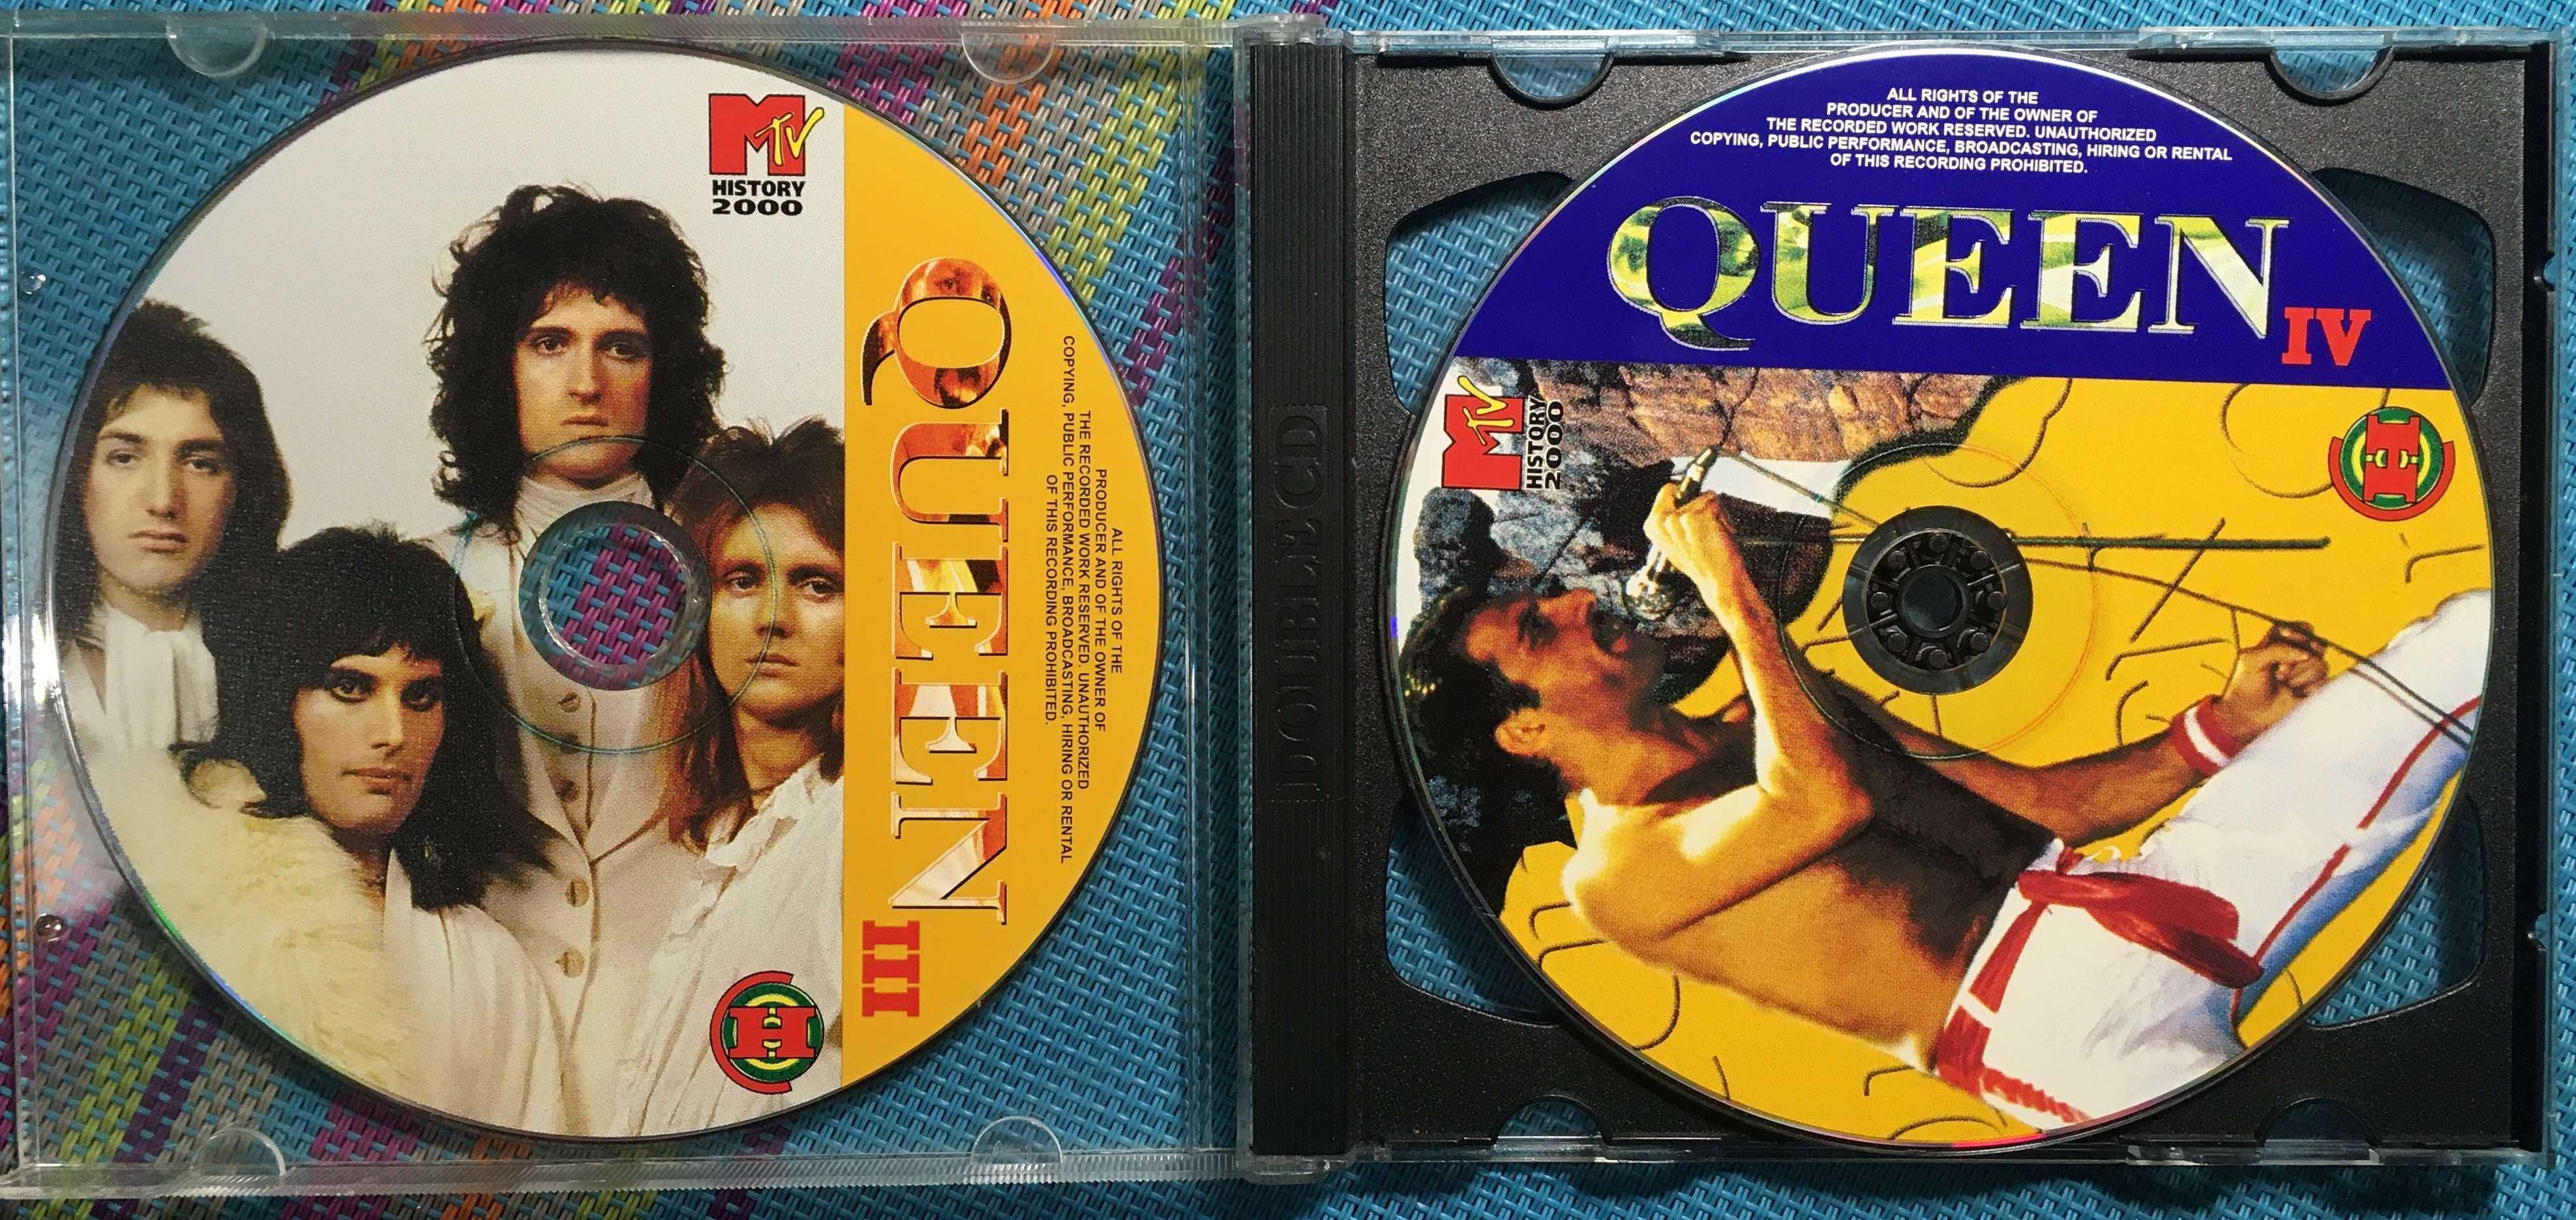 MTV
HISTORY
2000
QUEEN
III
ALL RIGHTS OF THE
PRODUCER AND OF THE OWNER OF
THE RECORDED WORK RESERVED. UNAUTHORIZED
COPYING, PUBLIC PERFORMANCE, BROADCASTING, HIRING OR RENTAL
OF THIS RECORDING PROHIBITED.
H
DOUBLE CD
ALL RIGHTS OF THE
PRODUCER AND OF THE OWNER OF
THE RECORDED WORK RESERVED. UNAUTHORIZED
COPYING, PUBLIC PERFORMANCE, BROADCASTING, HIRING OR RENTAL
OF THIS RECORDING PROHIBITED.
QUEEN
IV
MTV
HISTORY
2000
H